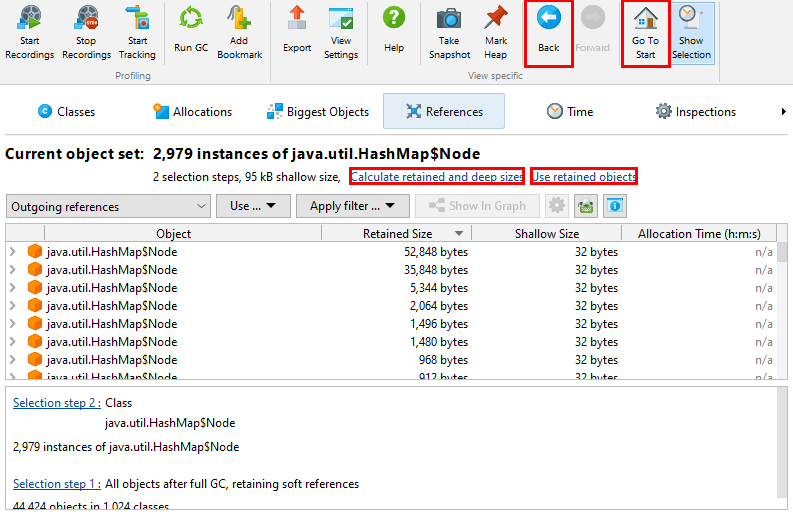 Start Recordings
Stop Recordings
Start Tracking
Run GC
Add Bookmark
Export
View Settings
Help
Take Snapshot
Mark Heap
Back
Forward
Go To Start
Show Selection
Profiling
View specific
Classes
Allocations
Biggest Objects
References
Time
Inspections
Current object set: 2,979 instances of java.util.HashMap$Node
2 selection steps, 95 kB shallow size, Calculate retained and deep sizes Use retained objects
Outgoing references Use ... Apply filter ... Show In Graph
Object Retained Size Shallow Size Allocation Time (h:m:s)
java.util.HashMap$Node 52,848 bytes 32 bytes n/a
java.util.HashMap$Node 35,848 bytes 32 bytes n/a
java.util.HashMap$Node 5,344 bytes 32 bytes n/a
java.util.HashMap$Node 2,064 bytes 32 bytes n/a
java.util.HashMap$Node 1,496 bytes 32 bytes n/a
java.util.HashMap$Node 1,480 bytes 32 bytes n/a
java.util.HashMap$Node 968 bytes 32 bytes n/a
java.util.HashMap$Node 912 bytes 32 bytes n/a
Selection step 2 : Class
java.util.HashMap$Node
2,979 instances of java.util.HashMap$Node
Selection step 1 : All objects after full GC, retaining soft references
44,424 objects in 1,024 classes